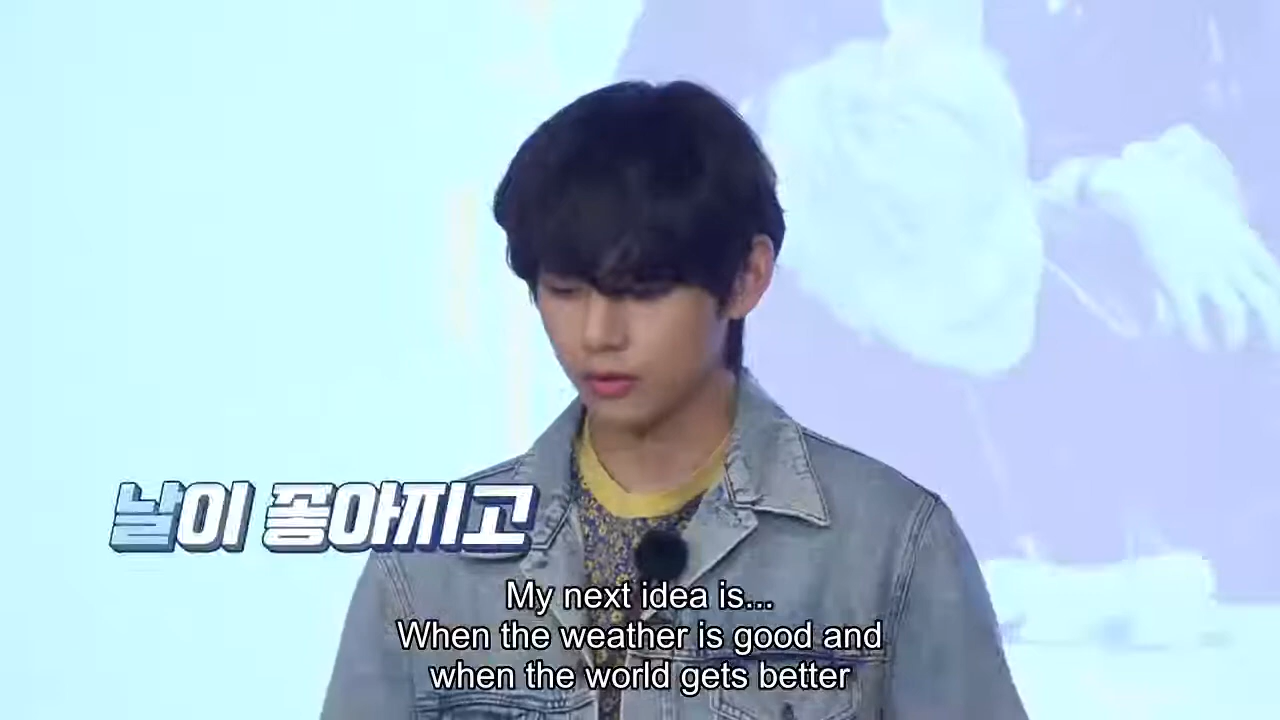 날이 좋아지고
My next idea is...
When the weather is good and
when the world gets better